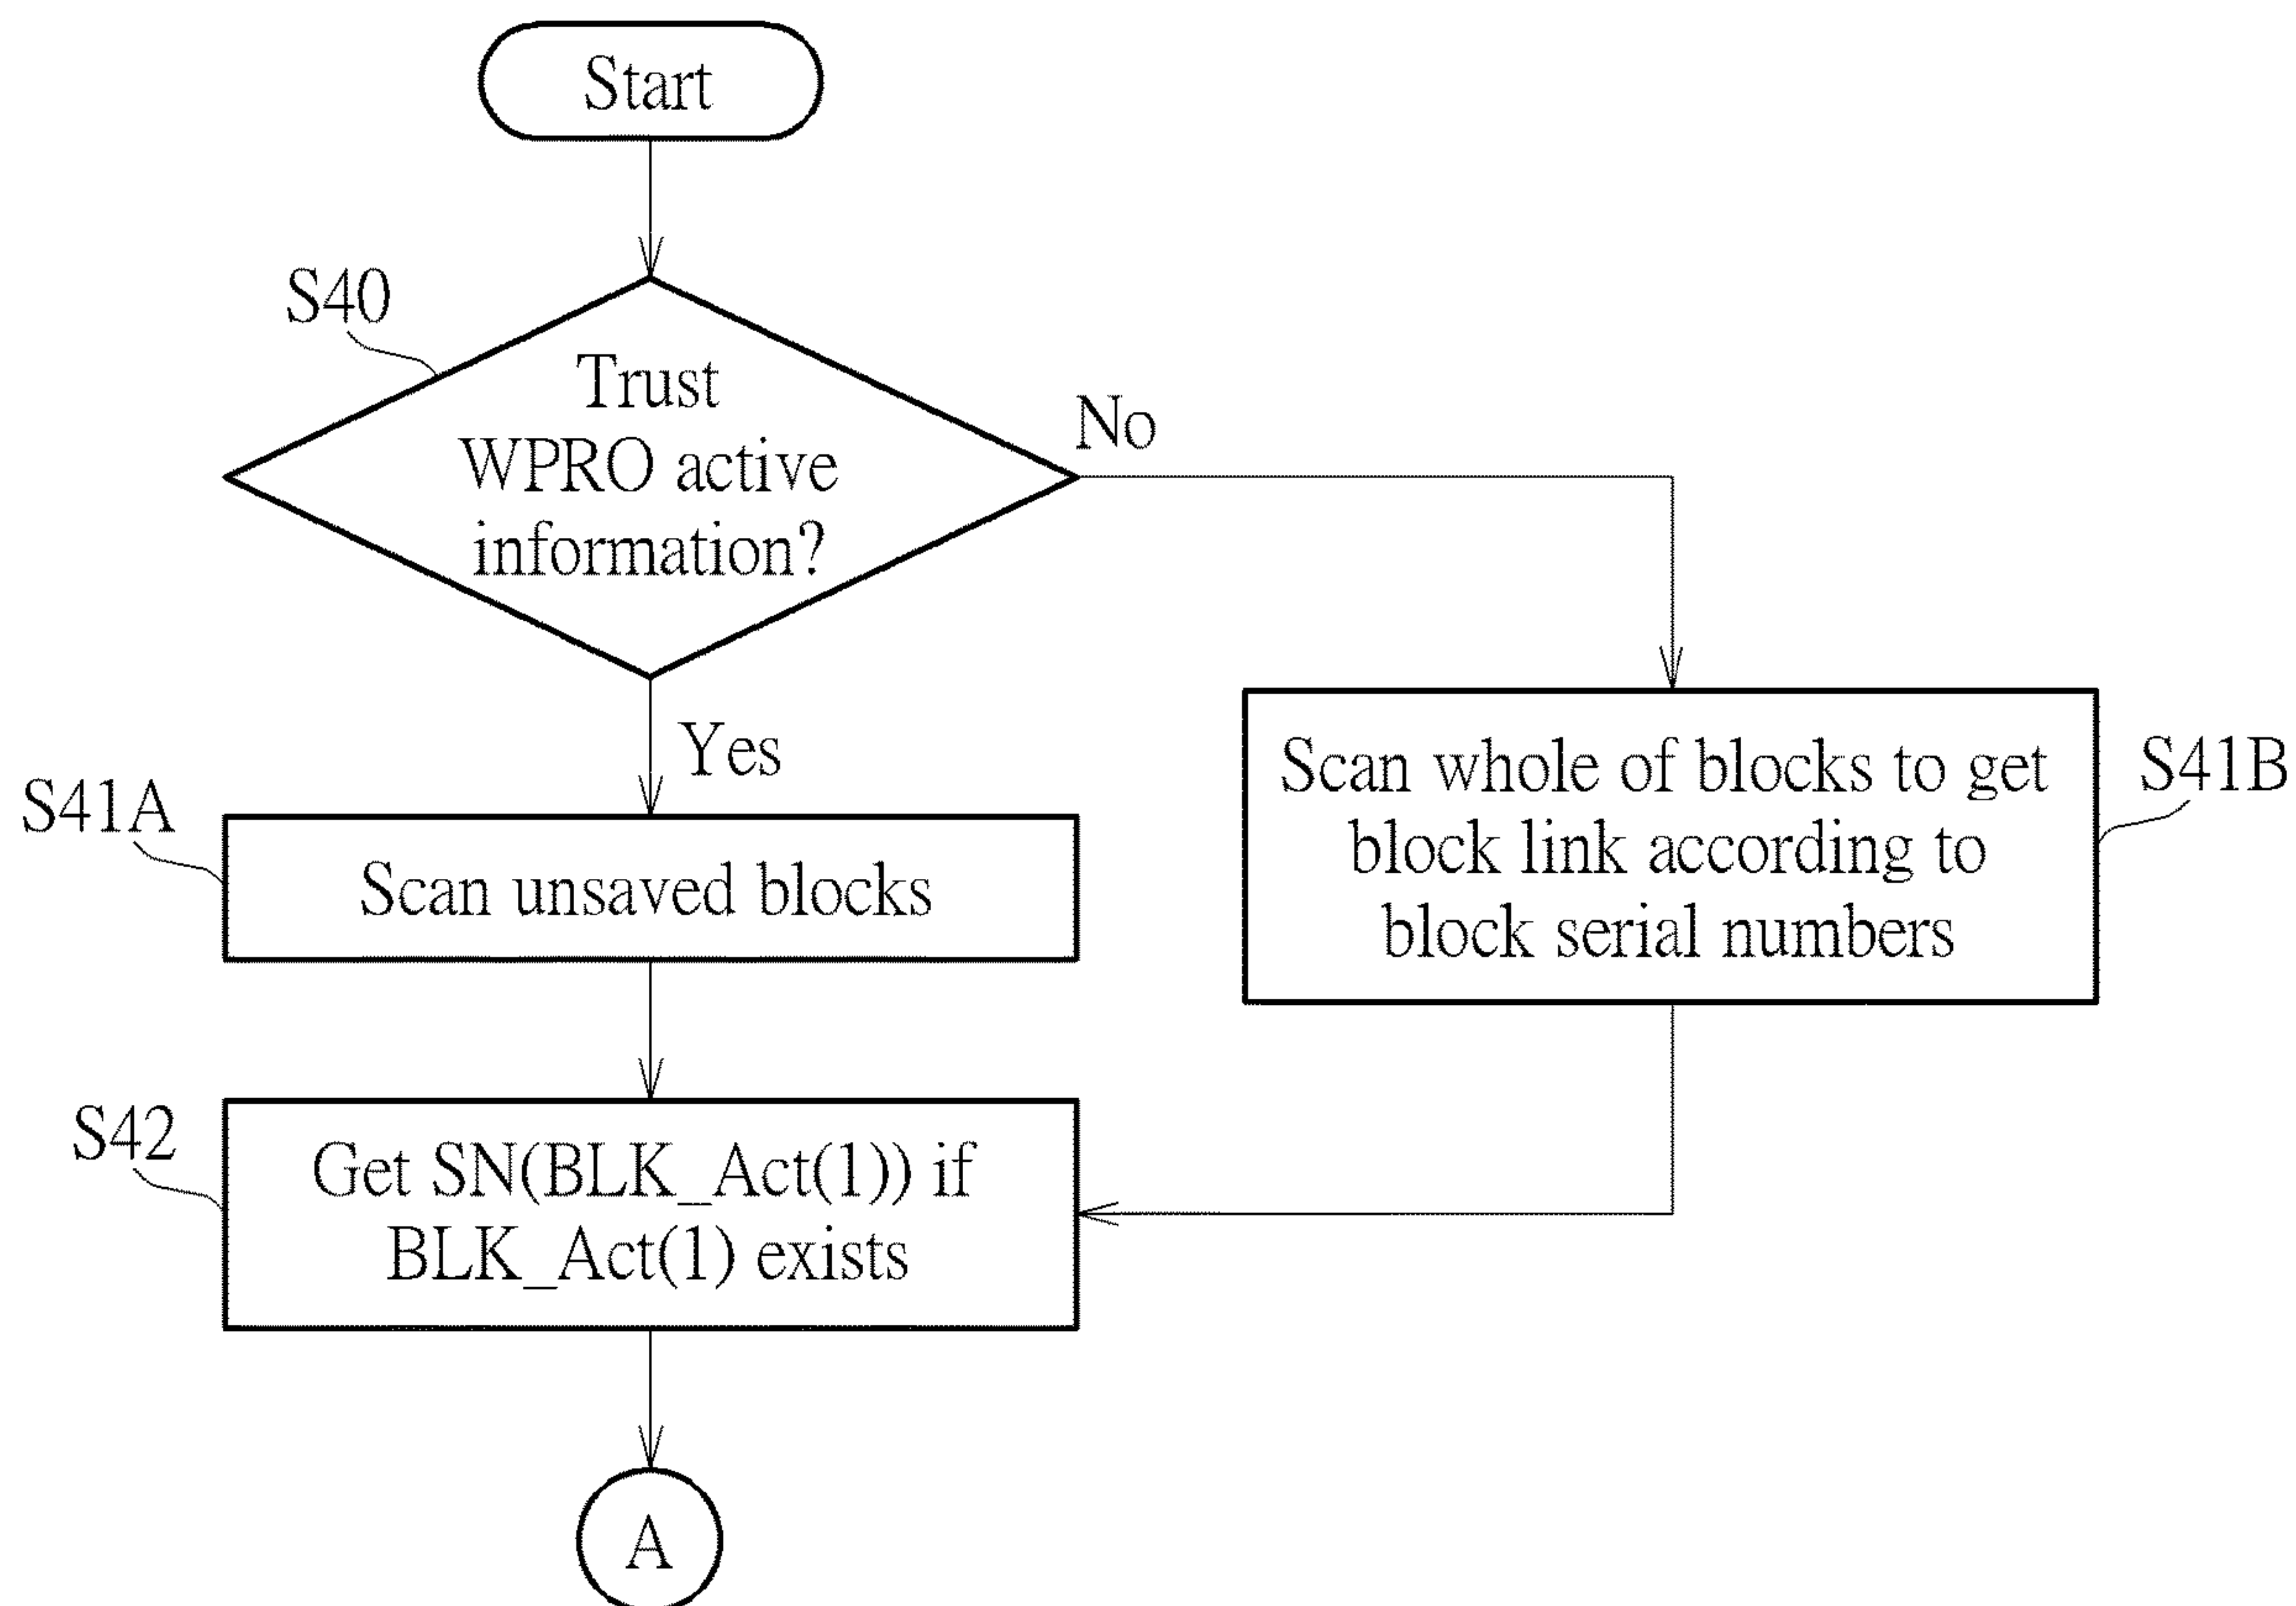 Start
S40
Trust
WPRO active
information?
No
Yes
S41A
Scan unsaved blocks
Scan whole of blocks to get
block link according to
block serial numbers
S41B
S42
Get SN(BLK_Act(1)) if
BLK_Act(1) exists
A